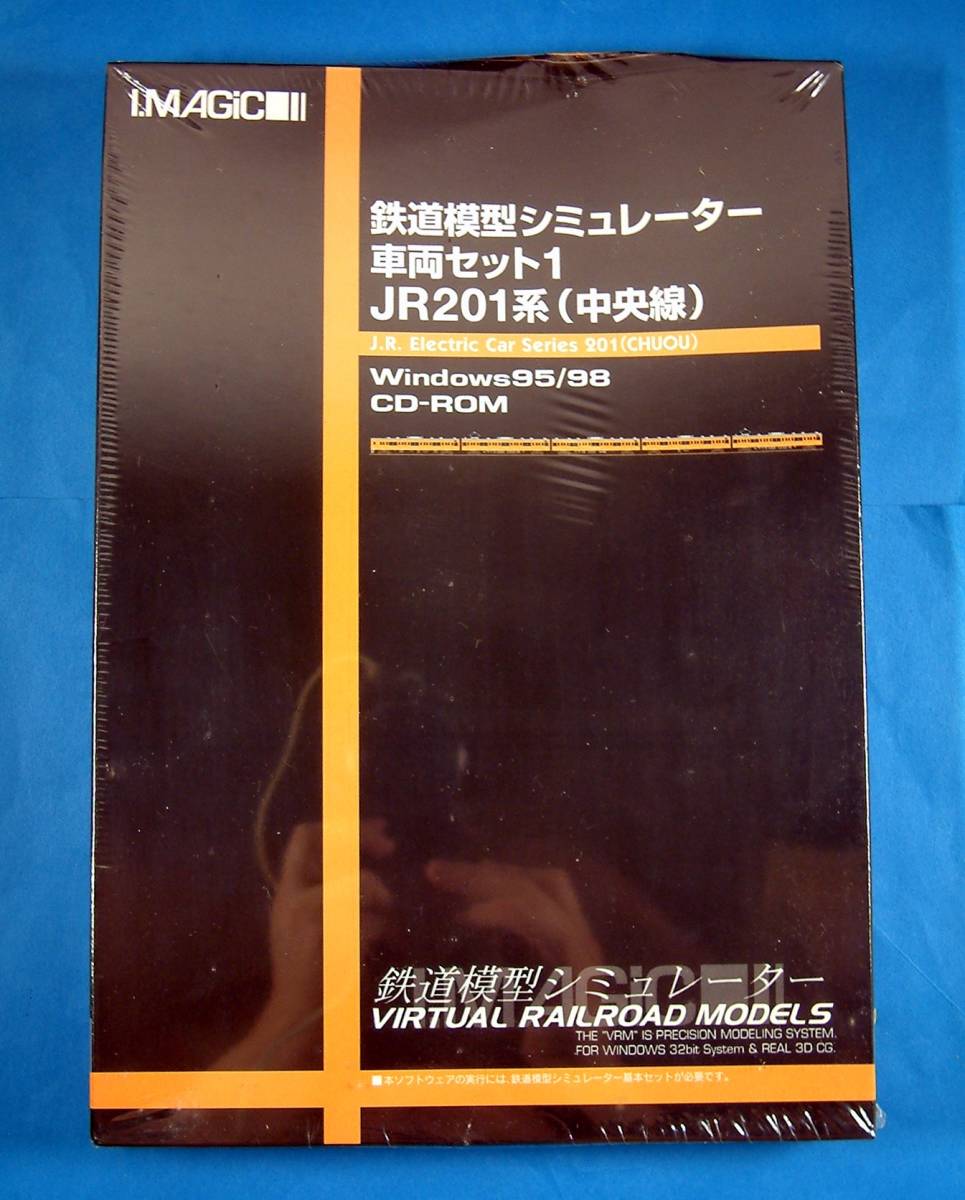 I.MAGiC
鉄道模型シミュレーター
車両セット1
JR201系(中央線)
J.R. Electric Car Series 201(CHUOU)
Windows95/98
CD-ROM
I.MAGiC
鉄道模型シミュレーター
VIRTUAL RAILROAD MODELS
THE "VRM" IS PRECISION MODELING SYSTEM.
FOR WINDOWS 32bit System & REAL 3D CG.
■本ソフトウェアの実行には、鉄道模型シミュレーター基本セットが必要です。